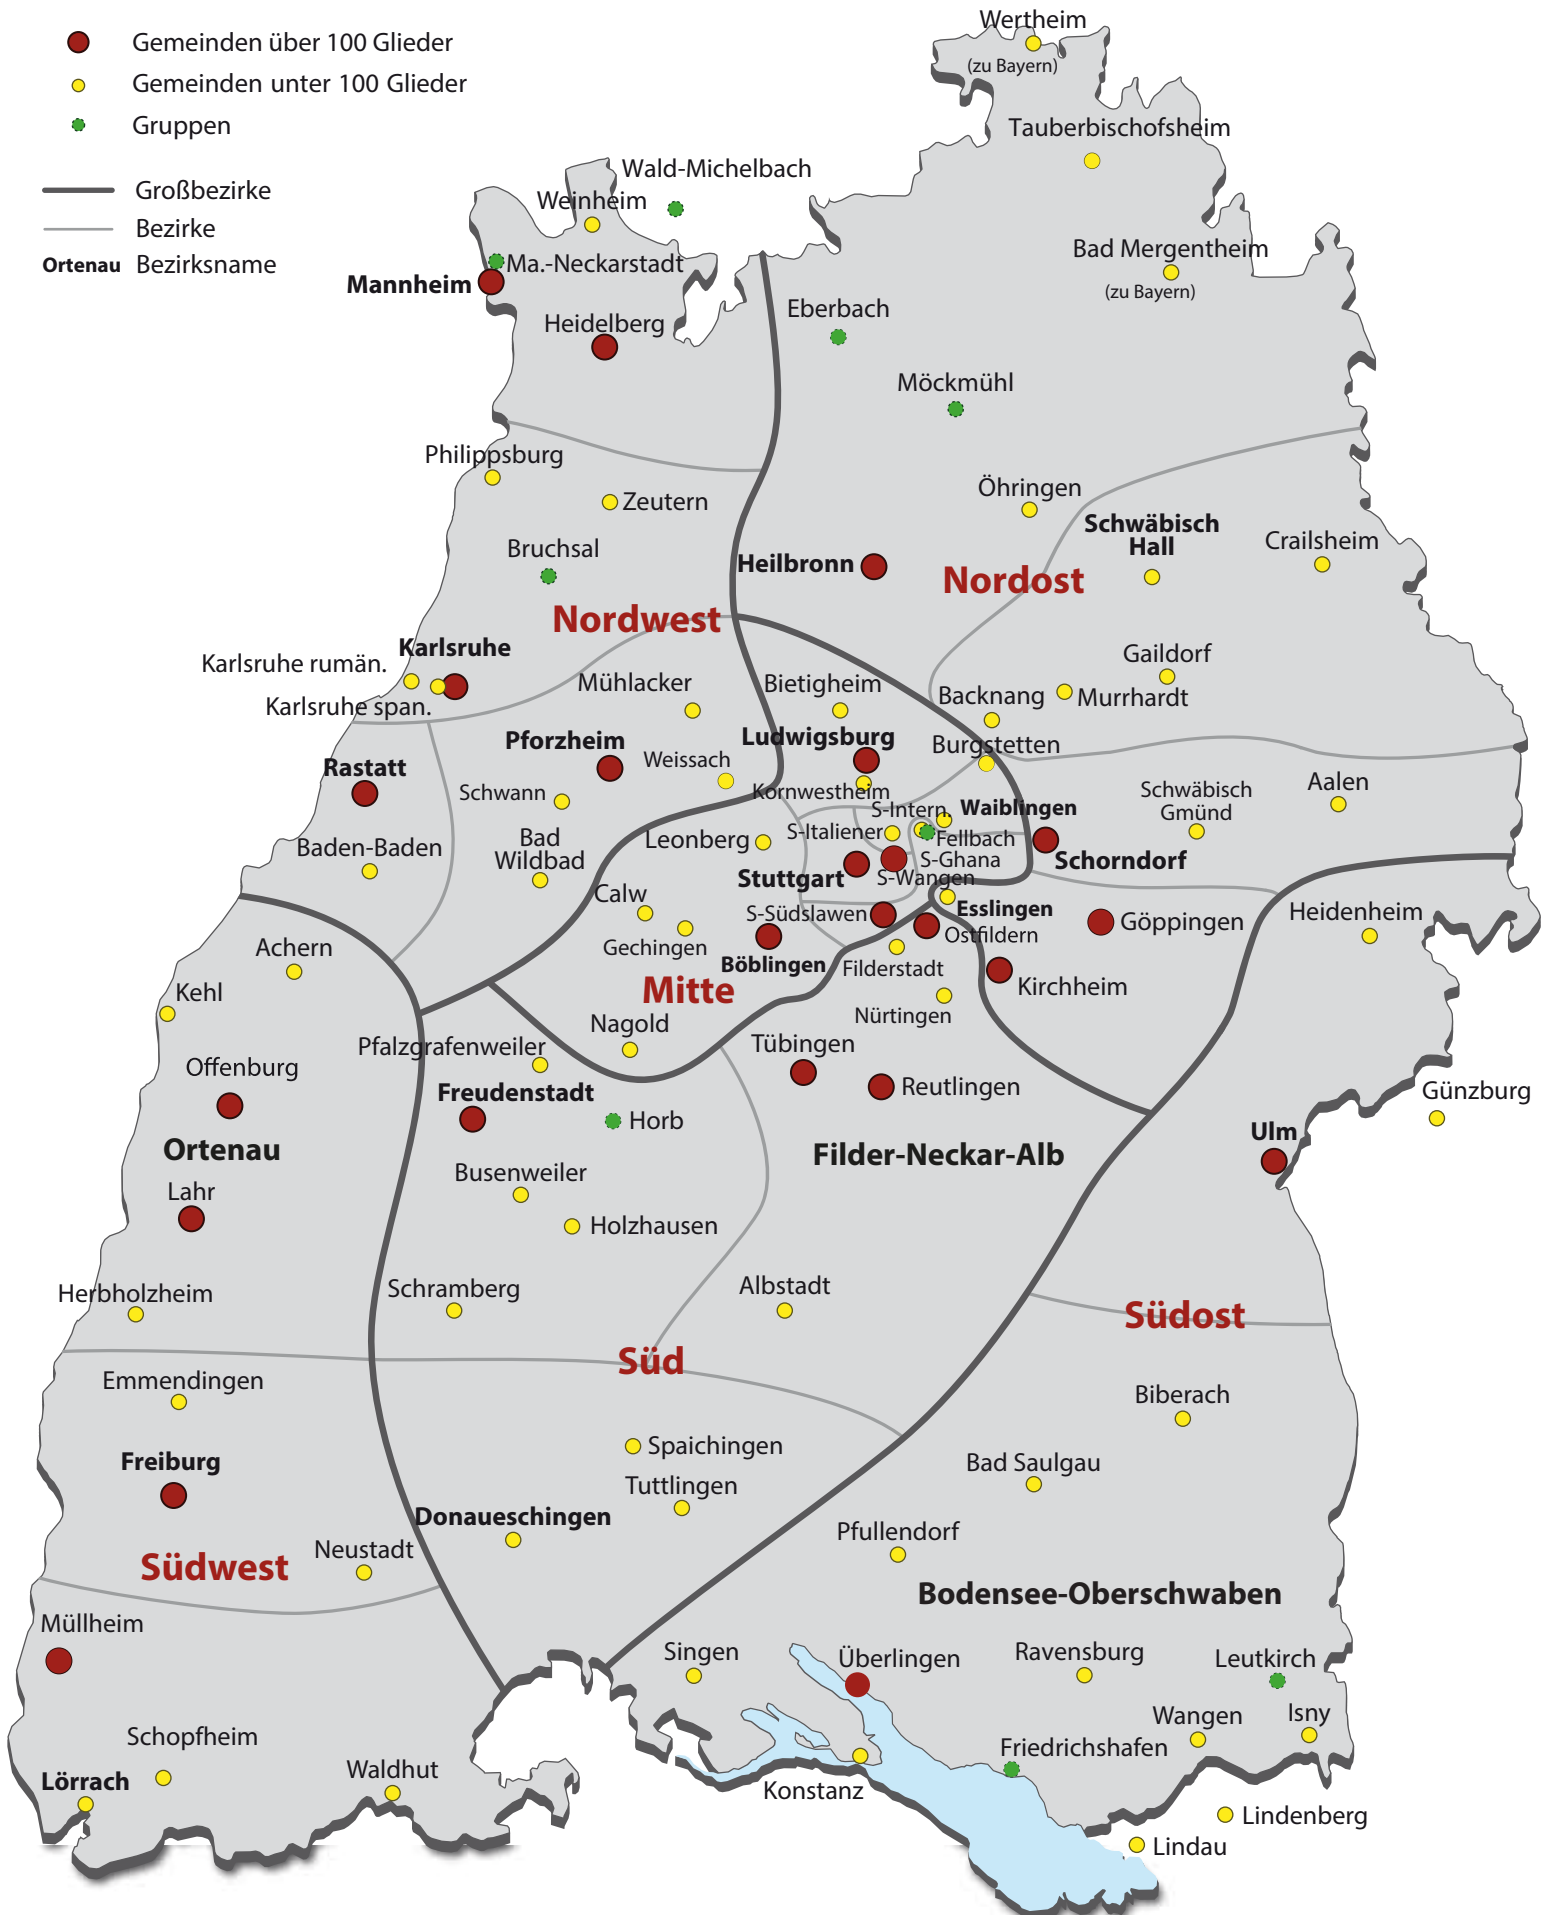 Gemeinden über 100 Glieder
Gemeinden unter 100 Glieder
Gruppen
Großbezirke
Bezirke
Ortenau Bezirksname
Wertheim
(zu Bayern)
Tauberbischofsheim
Wald-Michelbach
Weinheim
Bad Mergentheim
(zu Bayern)
Ma.-Neckarstadt
Mannheim
Eberbach
Heidelberg
Möckmühl
Philippsburg
Zeutern
Öhringen
Schwäbisch
Hall
Crailsheim
Bruchsal
Heilbronn
Nordost
Nordwest
Karlsruhe
Karlsruhe rumän.
Karlsruhe span.
Gaildorf
Mühlacker
Bietigheim
Backnang
Murrhardt
Pforzheim
Ludwigsburg
Burgstetten
Weissach
Rastatt
Schwann
Kornwestheim
Schwäbisch
Gmünd
Aalen
S-Intern.
Waiblingen
S-Italiener
Fellbach
Leonberg
Bad
Wildbad
Baden-Baden
S-Ghana
Schorndorf
Stuttgart
S-Wangen
Calw
S-Südslawen
Esslingen
Göppingen
Heidenheim
Ostfildern
Gechingen
Achern
Böblingen
Filderstadt
Kirchheim
Kehl
Mitte
Nürtingen
Nagold
Pfalzgrafenweiler
Tübingen
Offenburg
Reutlingen
Freudenstadt
Günzburg
Horb
Ulm
Ortenau
Filder-Neckar-Alb
Busenweiler
Lahr
Holzhausen
Herbholzheim
Schramberg
Albstadt
Südost
Süd
Emmendingen
Biberach
Spaichingen
Freiburg
Bad Saulgau
Tuttlingen
Donaueschingen
Pfullendorf
Neustadt
Südwest
Bodensee-Oberschwaben
Müllheim
Singen
Überlingen
Ravensburg
Leutkirch
Wangen
Isny
Schopfheim
Friedrichshafen
Waldhut
Lörrach
Konstanz
Lindenberg
Lindau